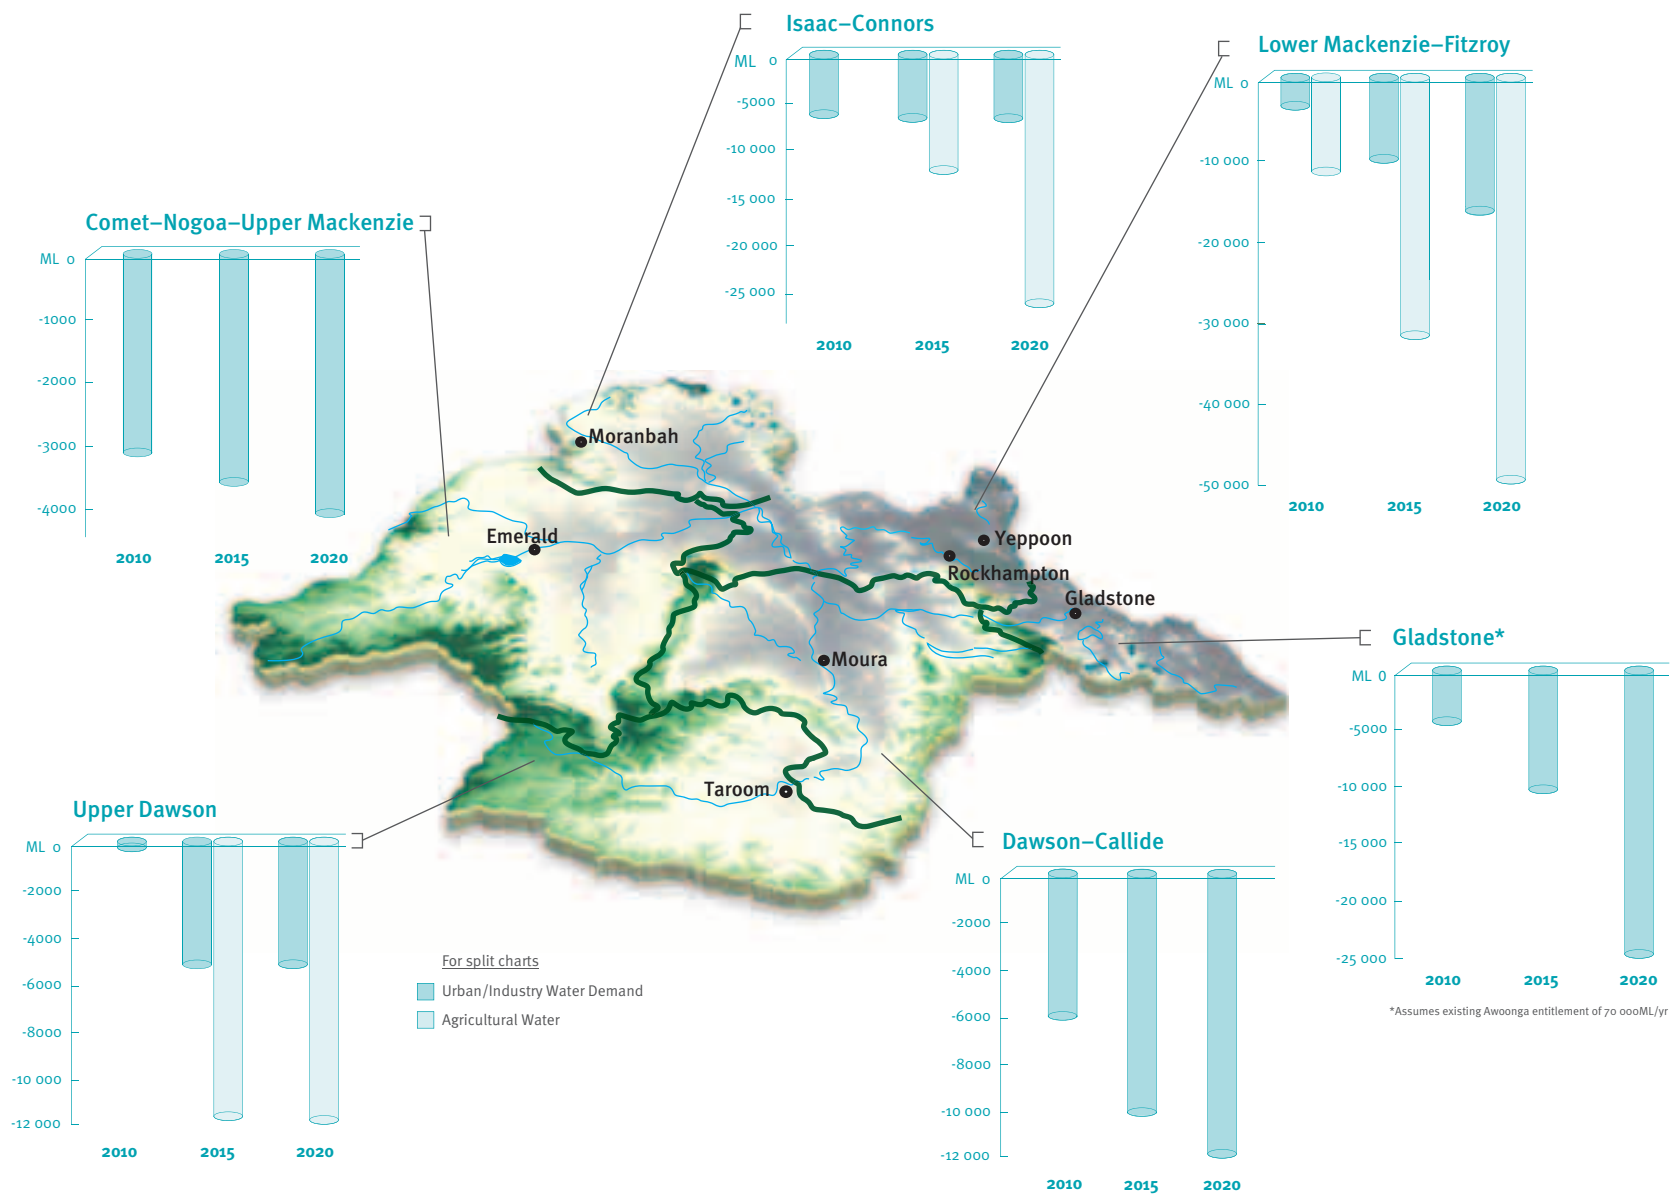 Isaac–Connors
ML 0
-5000
-10 000
-15 000
-20 000
-25 000
2010 2015 2020
Lower Mackenzie–Fitzroy
ML 0
-10 000
-20 000
-30 000
-40 000
-50 000
2010 2015 2020
Comet–Nogoa–Upper Mackenzie
ML 0
-1000
-2000
-3000
-4000
2010 2015 2020
Moranbah
Emerald
Yeppoon
Rockhampton
Gladstone
Moura
Taroom
Gladstone*
ML 0
-5000
-10 000
-15 000
-20 000
-25 000
2010 2015 2020
*Assumes existing Awoonga entitlement of 70 000ML/yr
Upper Dawson
ML 0
-2000
-4000
-6000
-8000
-10 000
-12 000
2010 2015 2020
For split charts
Urban/Industry Water Demand
Agricultural Water
Dawson–Callide
ML 0
-2000
-4000
-6000
-8000
-10 000
-12 000
2010 2015 2020